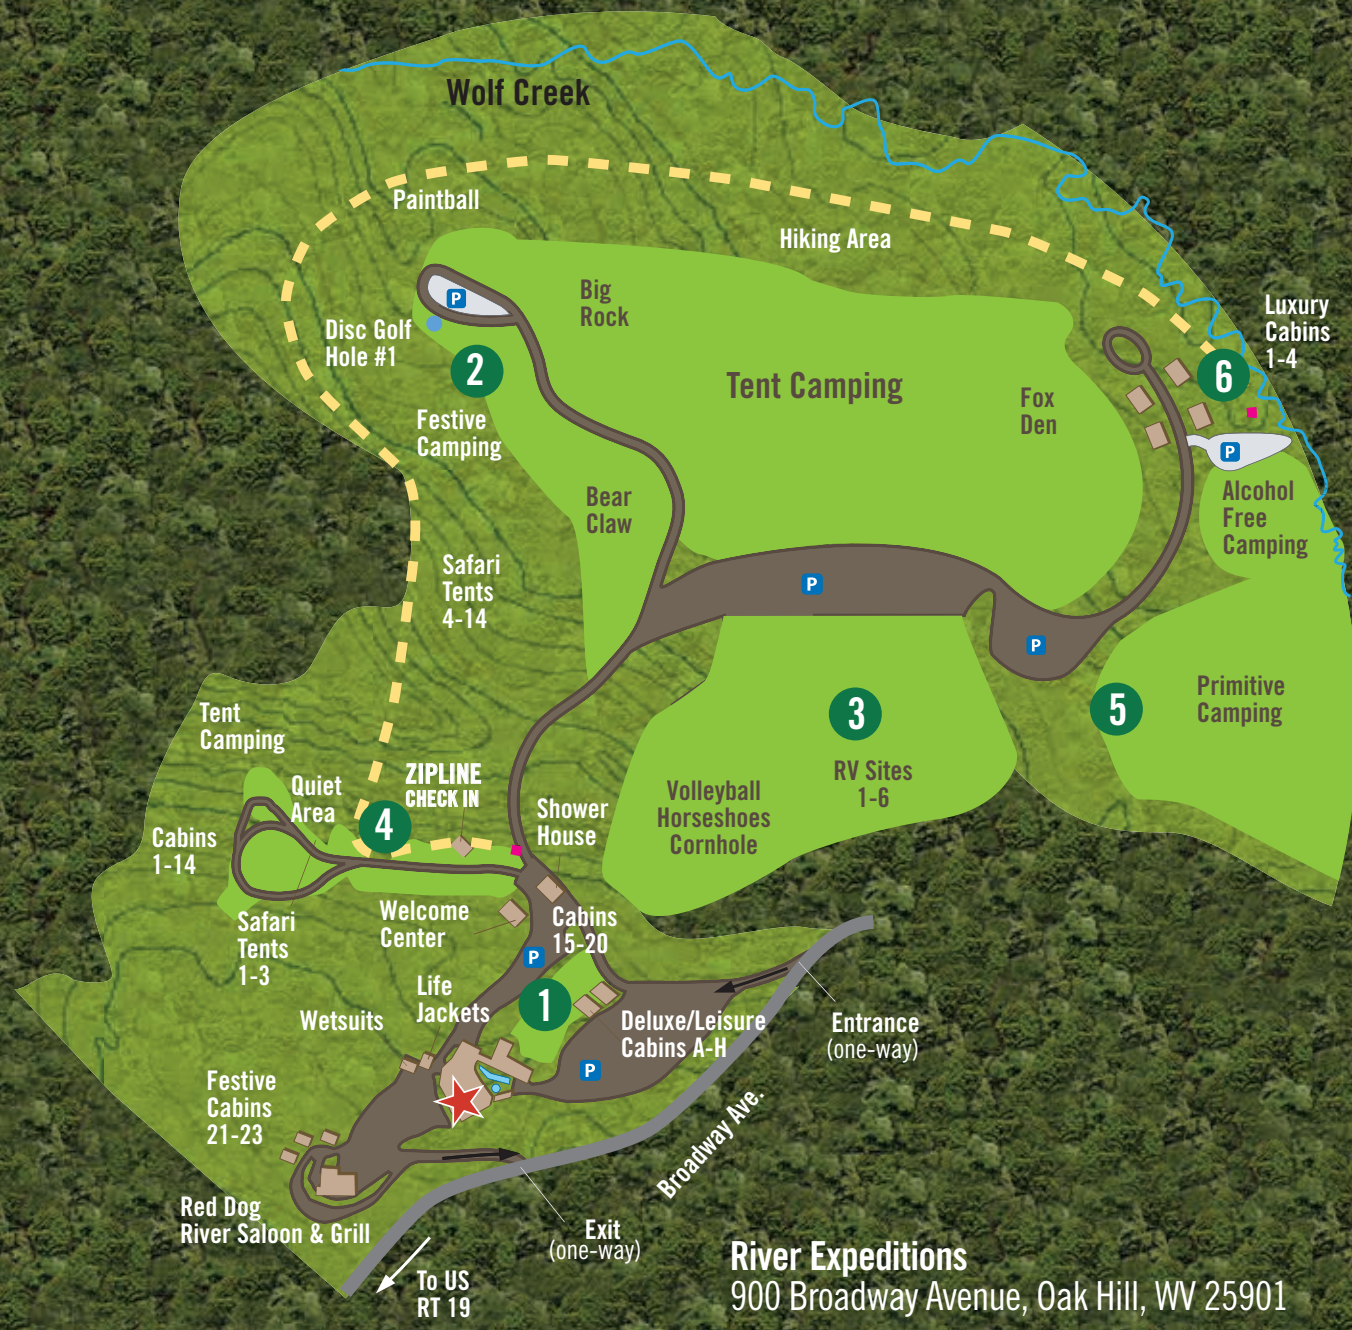 Wolf Creek
Paintball
Hiking Area
P
Big
Rock
Luxury
Cabins
1-4
Disc Golf
Hole #1
2
Tent Camping
6
Fox
Den
Festive
Camping
P
Bear
Claw
Alcohol
Free
Camping
Safari
Tents
4-14
P
P
Primitive
Camping
5
3
Tent
Camping
RV Sites
1-6
ZIPLINE
CHECK IN
Quiet
Area
Volleyball
Horseshoes
Cornhole
Shower
House
4
Cabins
1-14
Welcome
Center
Cabins
15-20
Safari
Tents
1-3
P
Life
Jackets
1
Wetsuits
Deluxe/Leisure
Cabins A-H
Entrance
(one-way)
P
Festive
Cabins
21-23
Broadway Ave.
Red Dog
River Saloon & Grill
Exit
(one-way)
To US
RT 19
River Expeditions
900 Broadway Avenue, Oak Hill, WV 25901